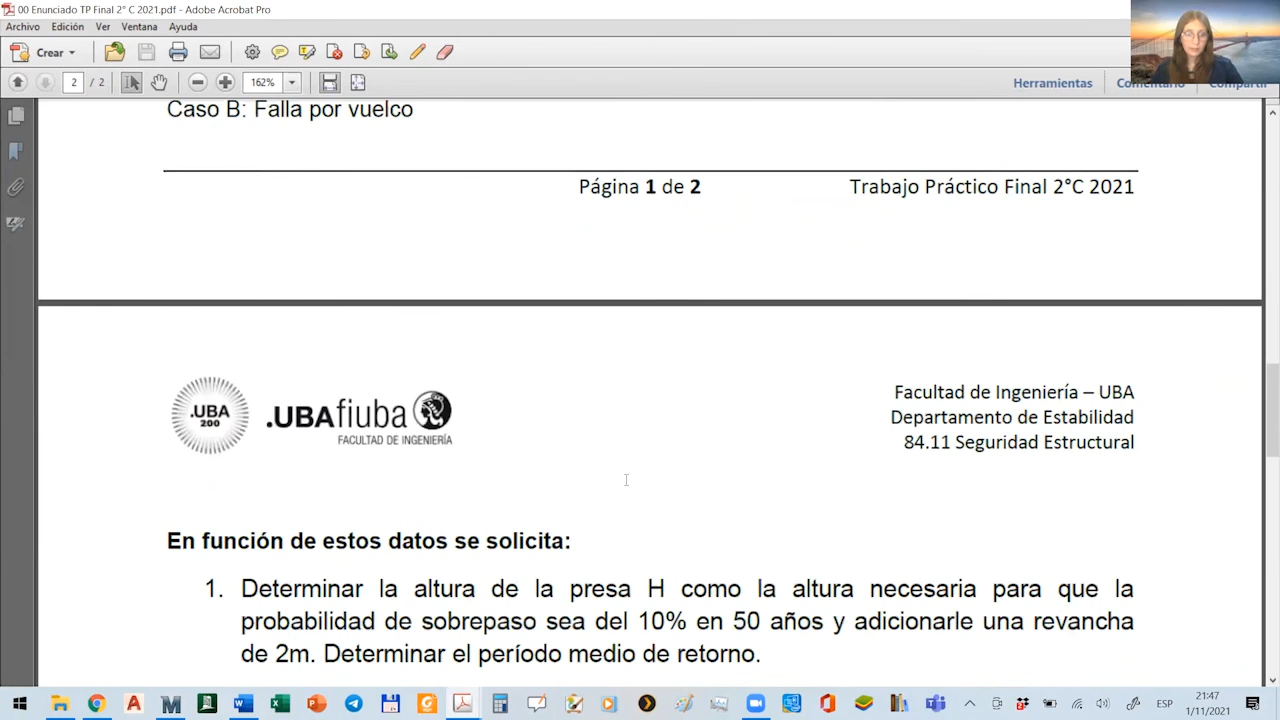 00 Enunciado TP Final 2° C 2021.pdf - Adobe Acrobat Pro
Archivo Edición Ver Ventana Ayuda
Crear
2 / 2 162% Herramientas Comentario Compartir
Caso B: Falla por vuelco
Página 1 de 2 Trabajo Práctico Final 2°C 2021
.UBA
200
.UBAfiuba
FACULTAD DE INGENIERÍA
Facultad de Ingeniería – UBA
Departamento de Estabilidad
84.11 Seguridad Estructural
En función de estos datos se solicita:
1. Determinar la altura de la presa H como la altura necesaria para que la
probabilidad de sobrepaso sea del 10% en 50 años y adicionarle una revancha
de 2m. Determinar el período medio de retorno.
ESP
21:47
1/11/2021